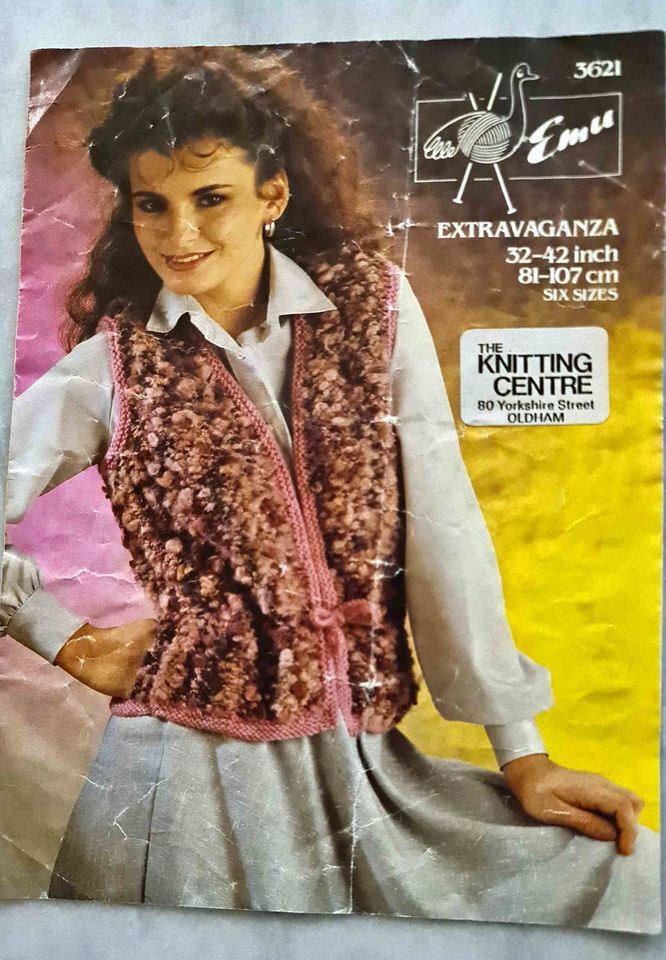 3621
Emu
EXTRAVAGANZA
32-42 inch
81-107 cm
SIX SIZES
THE
KNITTING
CENTRE
80 Yorkshire Street
OLDHAM